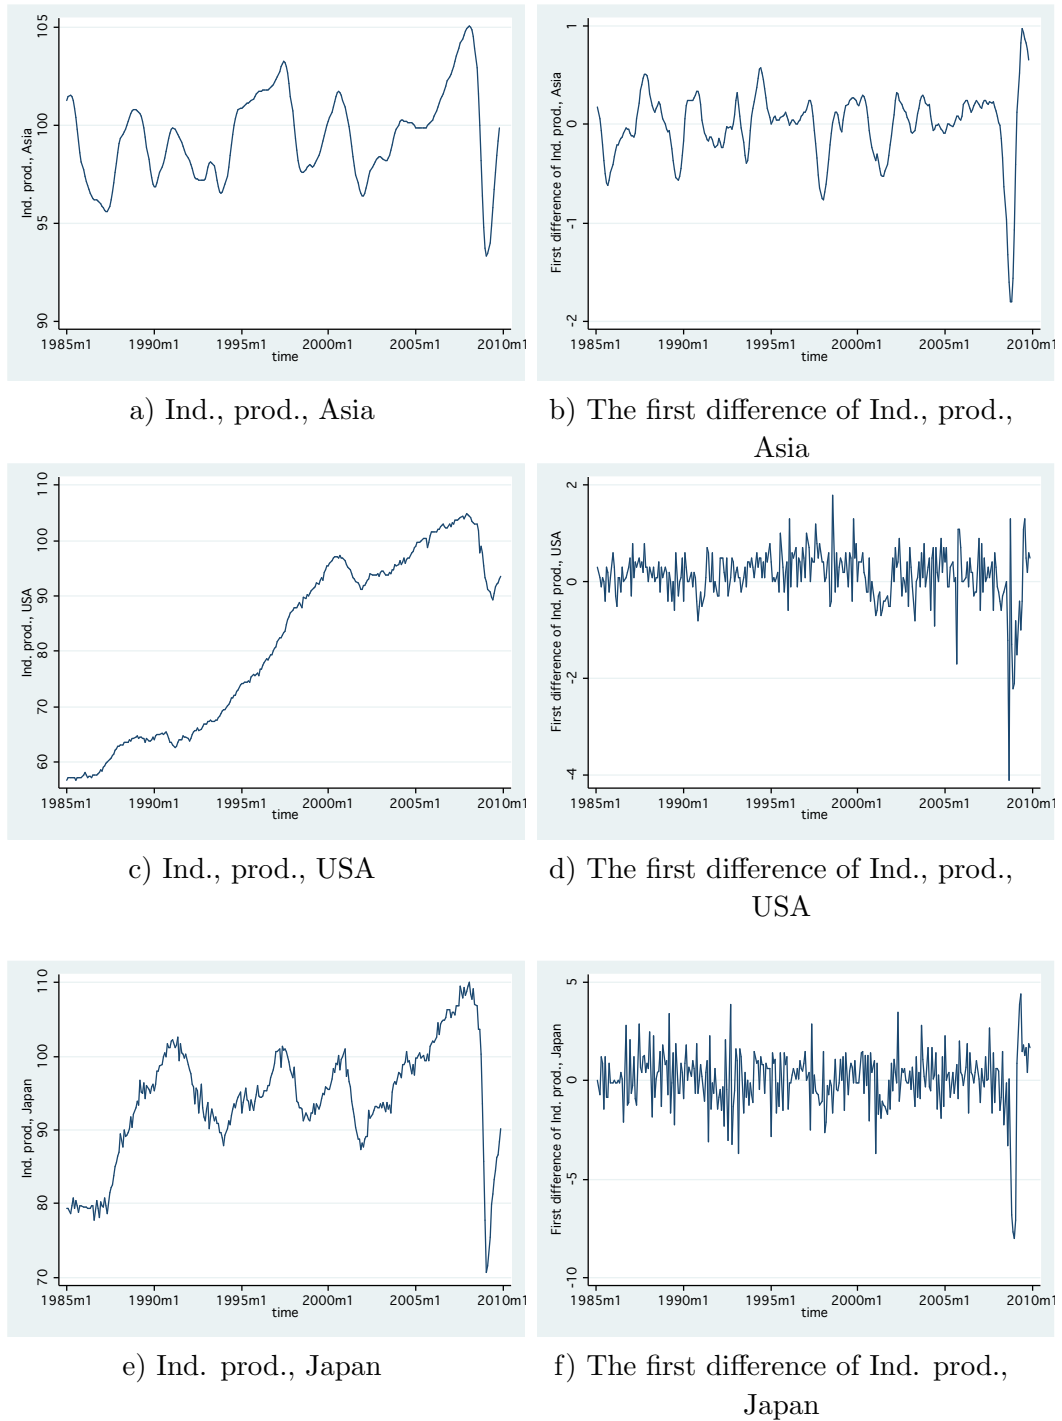 105
100
95
90
Ind. prod., Asia
1985m1 1990m1 1995m1 2000m1 2005m1 2010m1
time
a) Ind., prod., Asia
1
0
-1
-2
First difference of Ind. prod., Asia
1985m1 1990m1 1995m1 2000m1 2005m1 2010m1
time
b) The first difference of Ind., prod.,
Asia
110
100
90
80
70
60
Ind. prod., USA
1985m1 1990m1 1995m1 2000m1 2005m1 2010m1
time
c) Ind., prod., USA
2
0
-2
-4
First difference of Ind. prod., USA
1985m1 1990m1 1995m1 2000m1 2005m1 2010m1
time
d) The first difference of Ind., prod.,
USA
110
100
90
80
70
Ind. prod., Japan
1985m1 1990m1 1995m1 2000m1 2005m1 2010m1
time
e) Ind. prod., Japan
5
0
-5
-10
First difference of Ind. prod., Japan
1985m1 1990m1 1995m1 2000m1 2005m1 2010m1
time
f) The first difference of Ind. prod.,
Japan